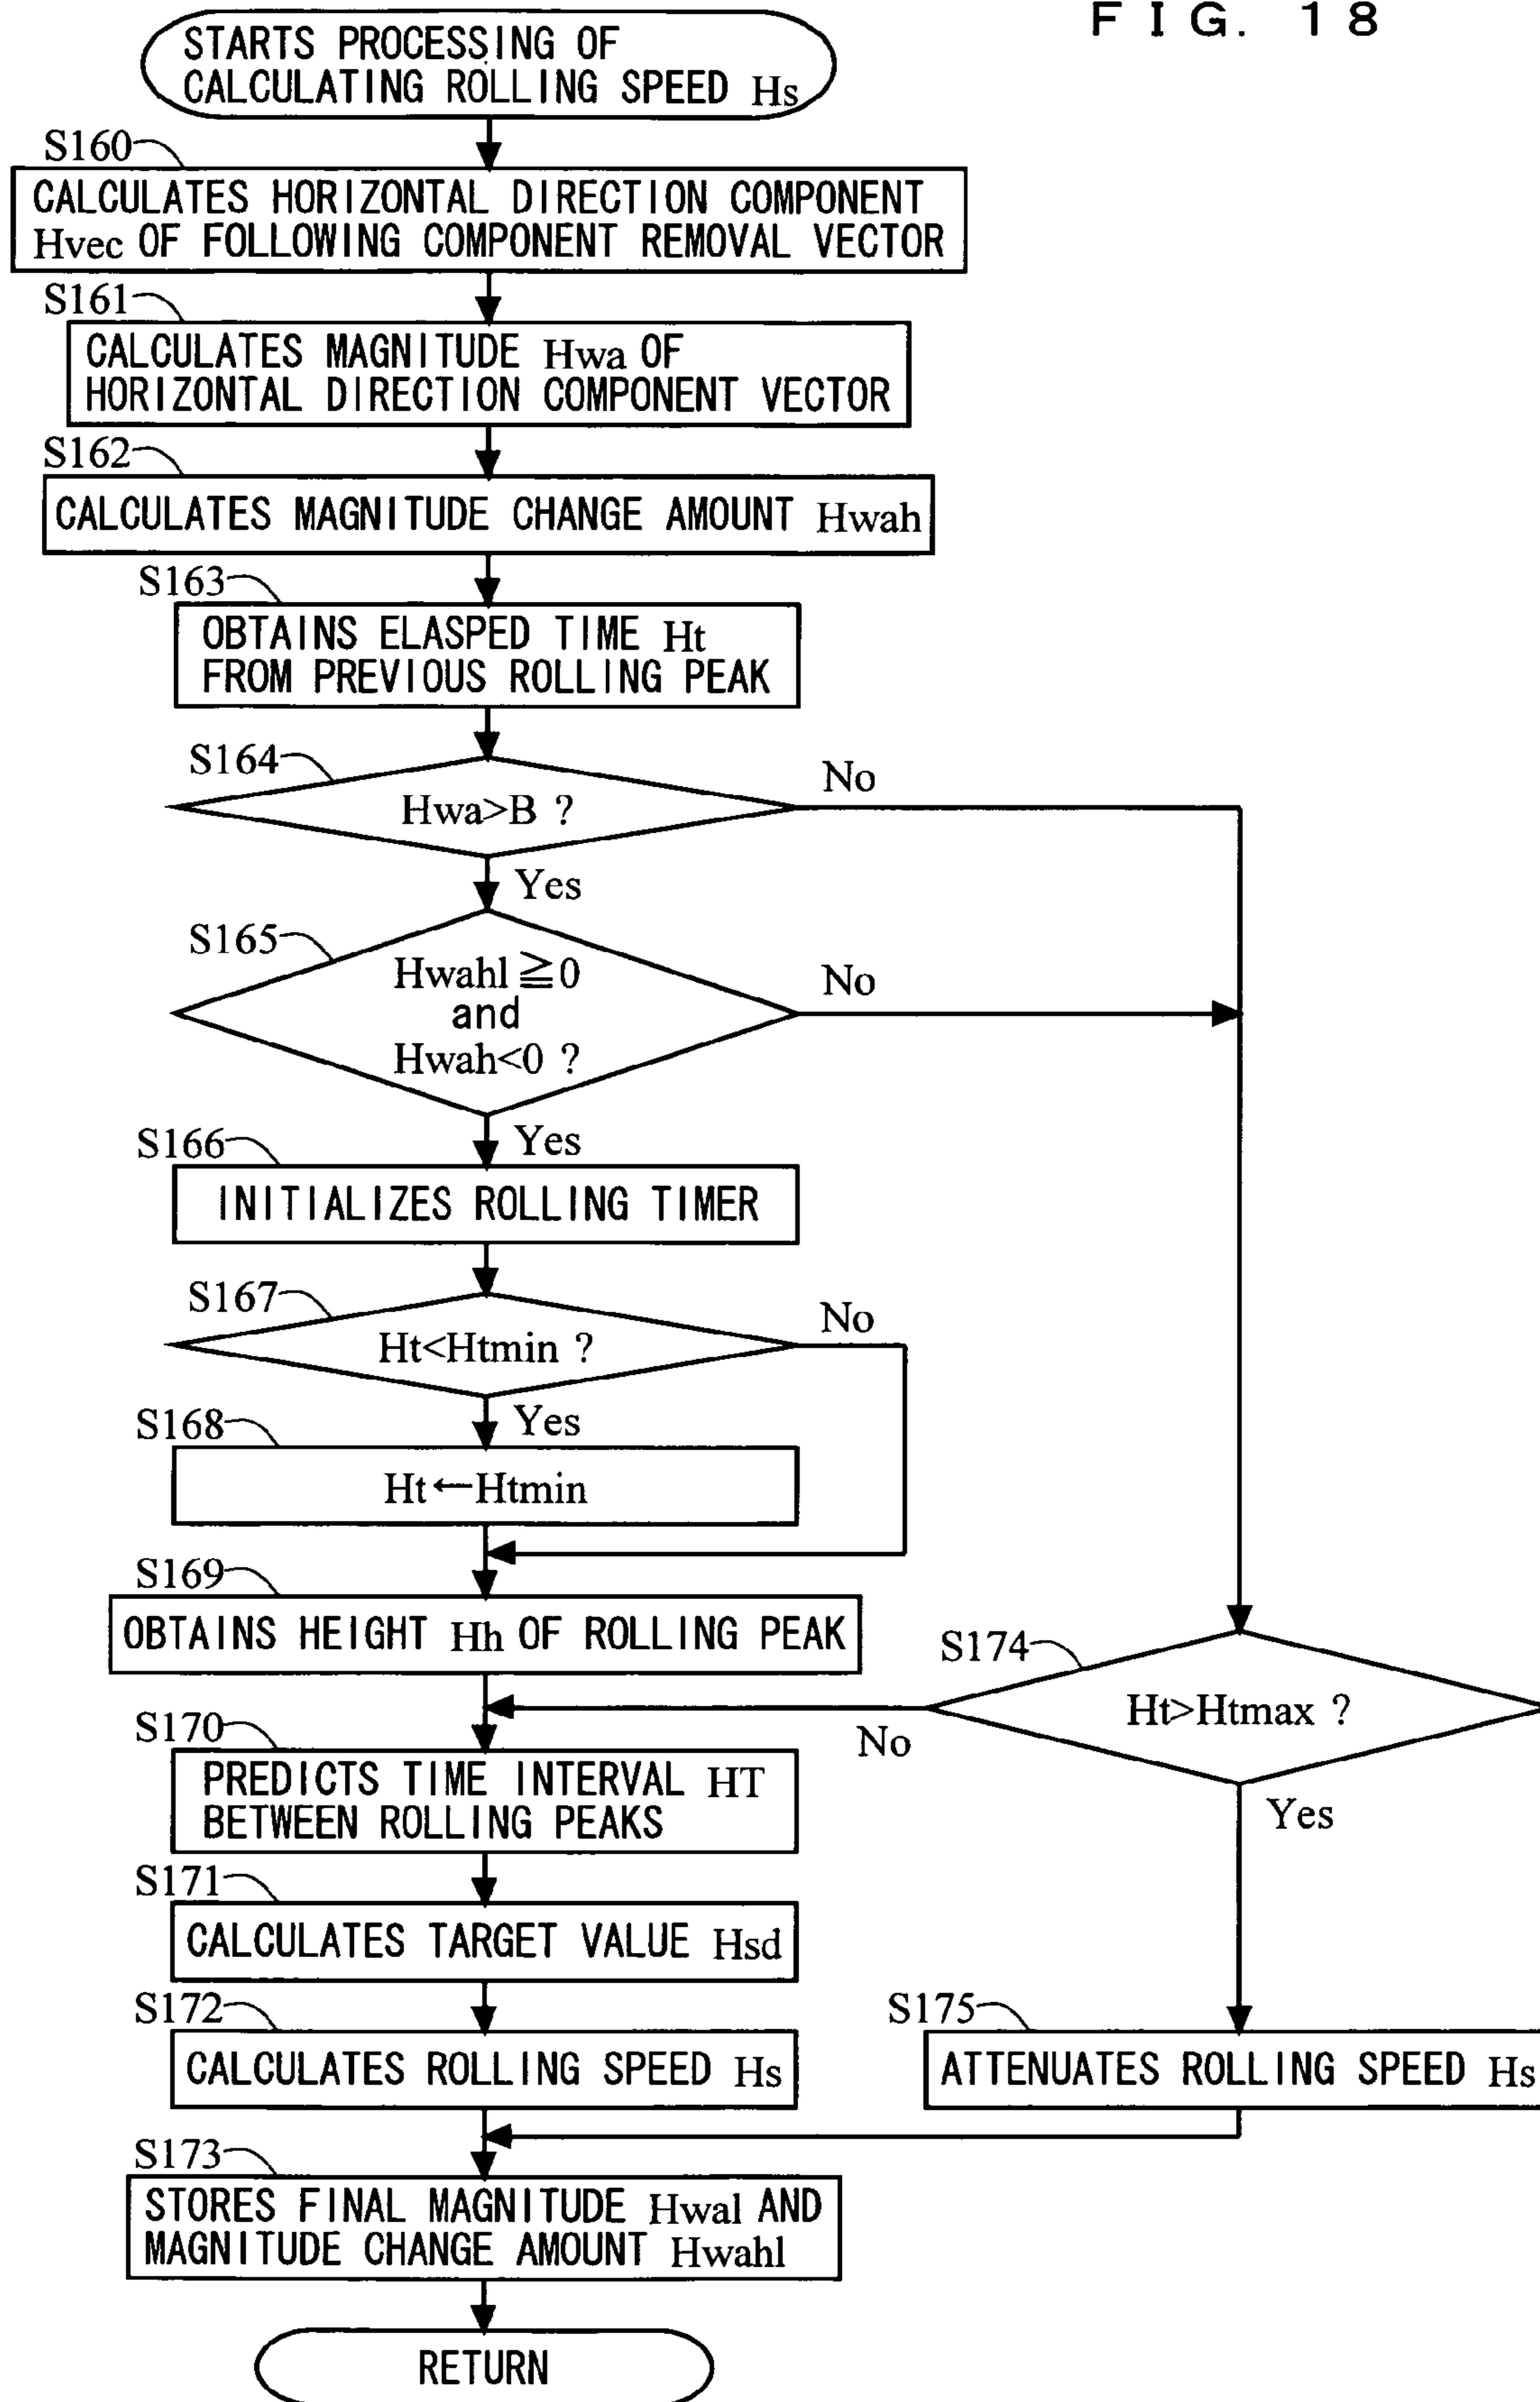 FIG. 18
STARTS PROCESSING OF
CALCULATING ROLLING SPEED Hs
S160
CALCULATES HORIZONTAL DIRECTION COMPONENT
Hvec OF FOLLOWING COMPONENT REMOVAL VECTOR
S161
CALCULATES MAGNITUDE Hwa OF
HORIZONTAL DIRECTION COMPONENT VECTOR
S162
CALCULATES MAGNITUDE CHANGE AMOUNT Hwah
S163
OBTAINS ELASPED TIME Ht
FROM PREVIOUS ROLLING PEAK
S164
Hwa>B ?
No
Yes
S165
Hwahl≧0
and
Hwah<0 ?
No
Yes
S166
INITIALIZES ROLLING TIMER
S167
Ht<Htmin ?
No
Yes
S168
Ht←Htmin
S169
OBTAINS HEIGHT Hh OF ROLLING PEAK
S174
Ht>Htmax ?
No
Yes
S170
PREDICTS TIME INTERVAL HT
BETWEEN ROLLING PEAKS
S171
CALCULATES TARGET VALUE Hsd
S172
CALCULATES ROLLING SPEED Hs
S175
ATTENUATES ROLLING SPEED Hs
S173
STORES FINAL MAGNITUDE Hwal AND
MAGNITUDE CHANGE AMOUNT Hwahl
RETURN